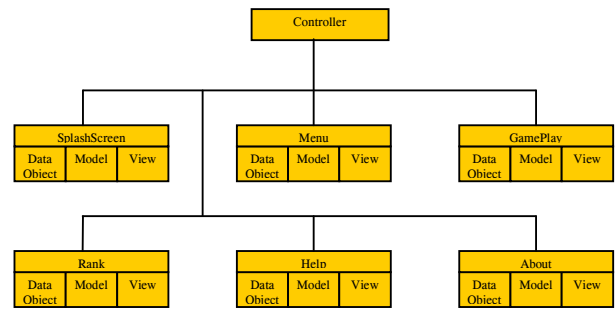 Controller
SplashScreen
Menu
GamePlay
Data Object
Model
View
Data Object
Model
View
Data Object
Model
View
Rank
Help
About
Data Object
Model
View
Data Object
Model
View
Data Object
Model
View